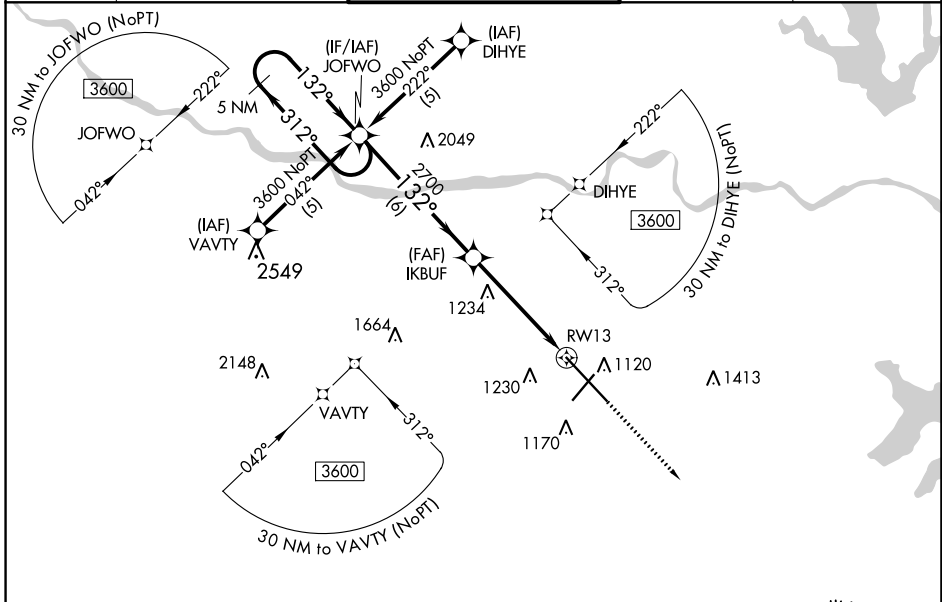 30 NM to JOFWO (NoPT)
3600
222°
JOFWO
042°
5 NM
132°
312°
(IF/IAF)
JOFWO
(IAF)
DIHYE
3600 NoPT
222°
(5)
2049
3600 NoPT
042°
(5)
(IAF)
VAVTY
2549
2700
132°
(6)
(FAF)
IKBUF
222°
DIHYE
3600
312°
30 NM to DIHYE (NoPT)
1234
RW13
1664
2148
1230
1120
1413
1170
VAVTY
042°
312°
3600
30 NM to VAVTY (NoPT)